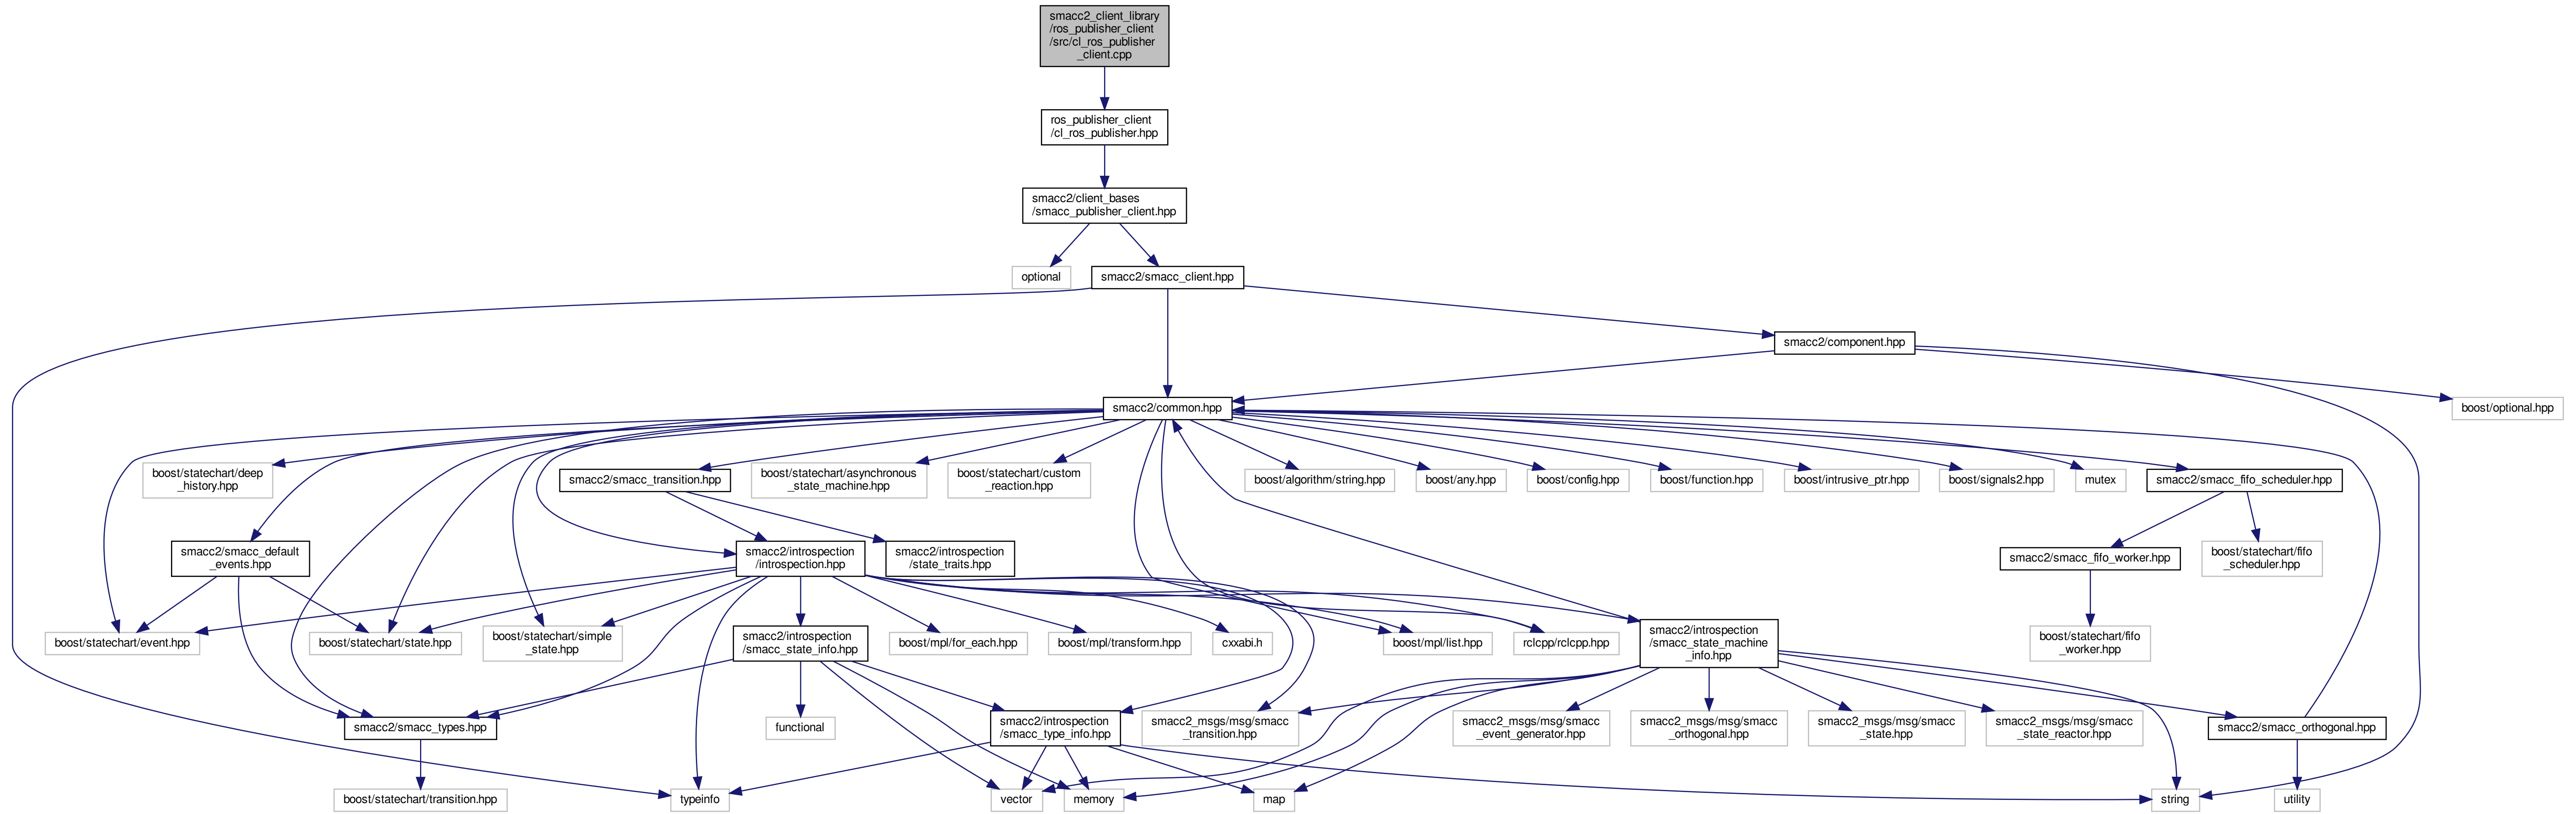 smacc2_client_library
/ros_publisher_client
/src/cl_ros_publisher
_client.cpp
ros_publisher_client
/cl_ros_publisher.hpp
smacc2/client_bases
/smacc_publisher_client.hpp
optional
smacc2/smacc_client.hpp
smacc2/component.hpp
smacc2/common.hpp
boost/optional.hpp
boost/statechart/deep
_history.hpp
smacc2/smacc_transition.hpp
boost/statechart/asynchronous
_state_machine.hpp
boost/statechart/custom
_reaction.hpp
boost/algorithm/string.hpp
boost/any.hpp
boost/config.hpp
boost/function.hpp
boost/intrusive_ptr.hpp
boost/signals2.hpp
mutex
smacc2/smacc_fifo_scheduler.hpp
smacc2/smacc_default
_events.hpp
smacc2/introspection
/introspection.hpp
smacc2/introspection
/state_traits.hpp
smacc2/smacc_fifo_worker.hpp
boost/statechart/fifo
_scheduler.hpp
boost/statechart/event.hpp
boost/statechart/state.hpp
boost/statechart/simple
_state.hpp
smacc2/introspection
/smacc_state_info.hpp
boost/mpl/for_each.hpp
boost/mpl/transform.hpp
cxxabi.h
boost/mpl/list.hpp
rclcpp/rclcpp.hpp
smacc2/introspection
/smacc_state_machine
_info.hpp
boost/statechart/fifo
_worker.hpp
smacc2/smacc_types.hpp
functional
smacc2/introspection
/smacc_type_info.hpp
smacc2_msgs/msg/smacc
_transition.hpp
smacc2_msgs/msg/smacc
_event_generator.hpp
smacc2_msgs/msg/smacc
_orthogonal.hpp
smacc2_msgs/msg/smacc
_state.hpp
smacc2_msgs/msg/smacc
_state_reactor.hpp
smacc2/smacc_orthogonal.hpp
boost/statechart/transition.hpp
typeinfo
vector
memory
map
string
utility